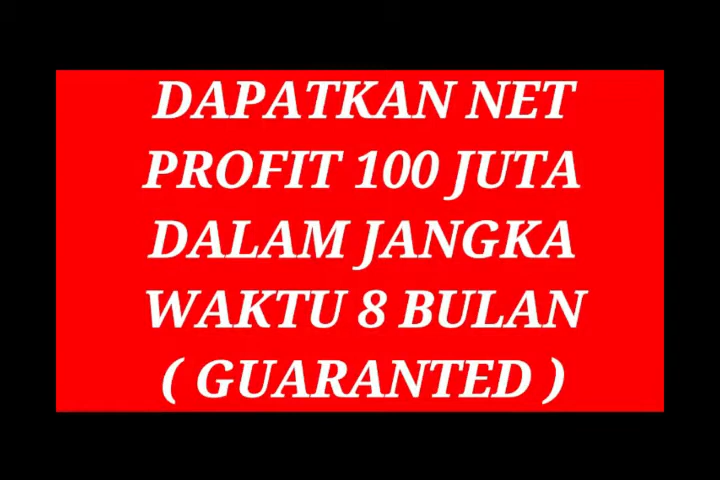 DAPATKAN NET
PROFIT 100 JUTA
DALAM JANGKA
WAKTU 8 BULAN
( GUARANTED )